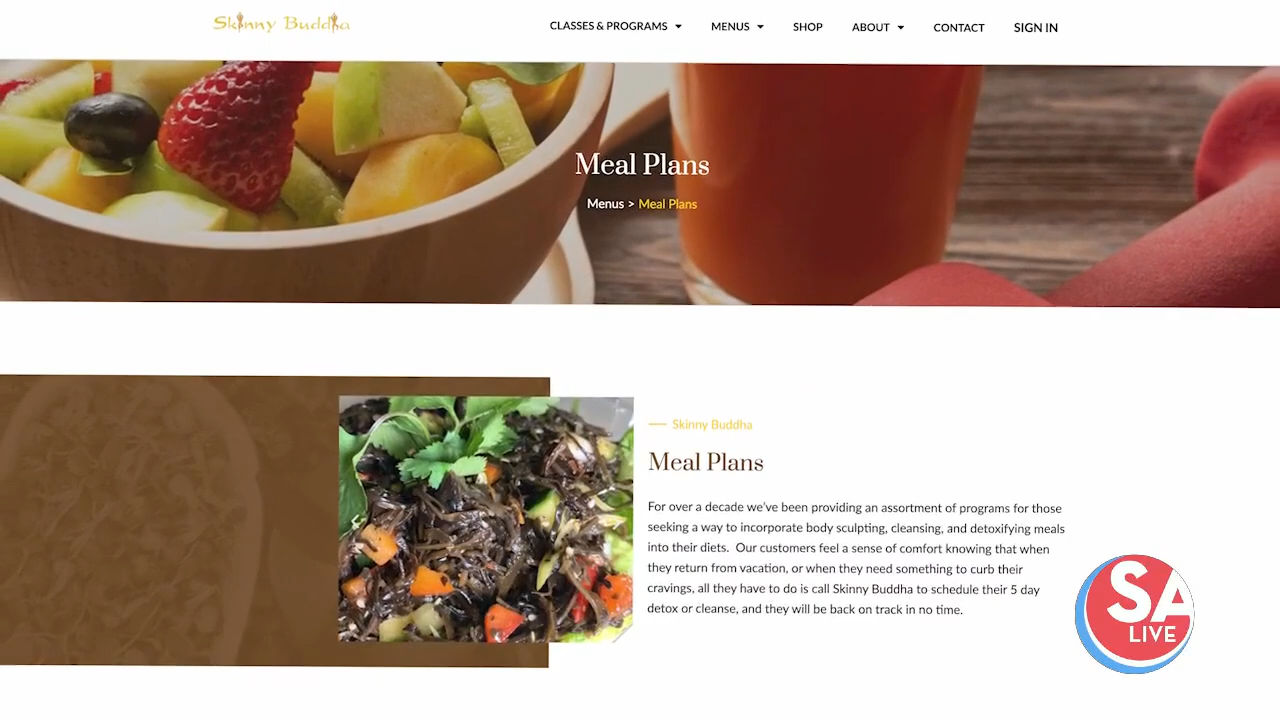 Skinny Buddha
CLASSES & PROGRAMS MENUS SHOP ABOUT CONTACT SIGN IN
Meal Plans
Menus > Meal Plans
Skinny Buddha
Meal Plans
For over a decade we've been providing an assortment of programs for those
seeking a way to incorporate body sculpting, cleansing, and detoxifying meals
into their diets. Our customers feel a sense of comfort knowing that when
they return from vacation, or when they need something to curb their
cravings, all they have to do is call Skinny Buddha to schedule their 5 day
detox or cleanse, and they will be back on track in no time.
SA
LIVE